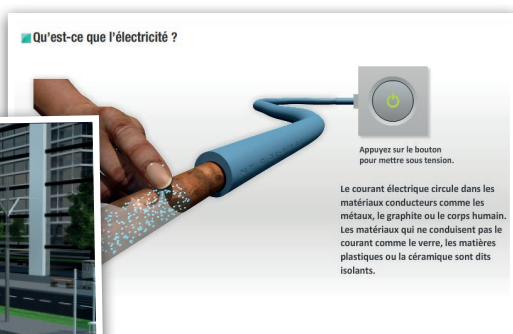 Qu'est-ce que l'électricité ?
Appuyez sur le bouton
pour mettre sous tension.
Le courant électrique circule dans les
matériaux conducteurs comme les
métaux, le graphite ou le corps humain.
Les matériaux qui ne conduisent pas le
courant comme le verre, les matières
plastiques ou la céramique sont dits
isolants.